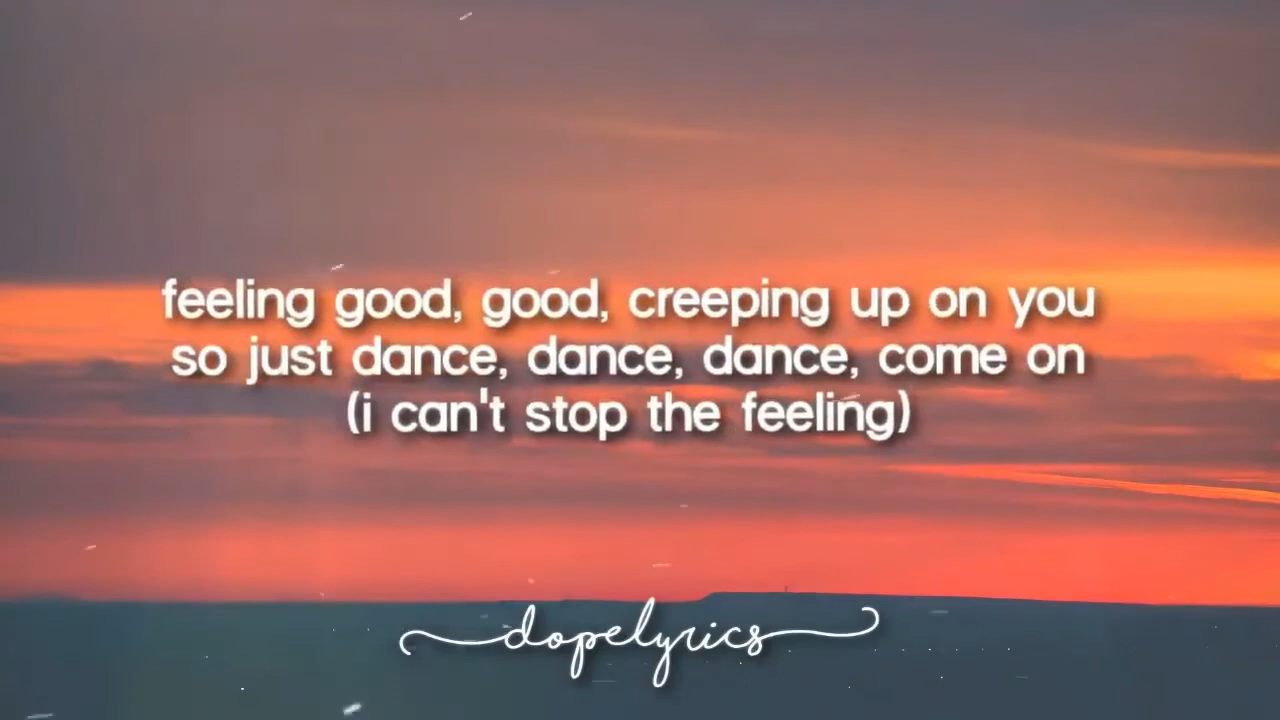 feeling good, good, creeping up on you
so just dance, dance, dance, come on
(i can't stop the feeling)
dopelyrics